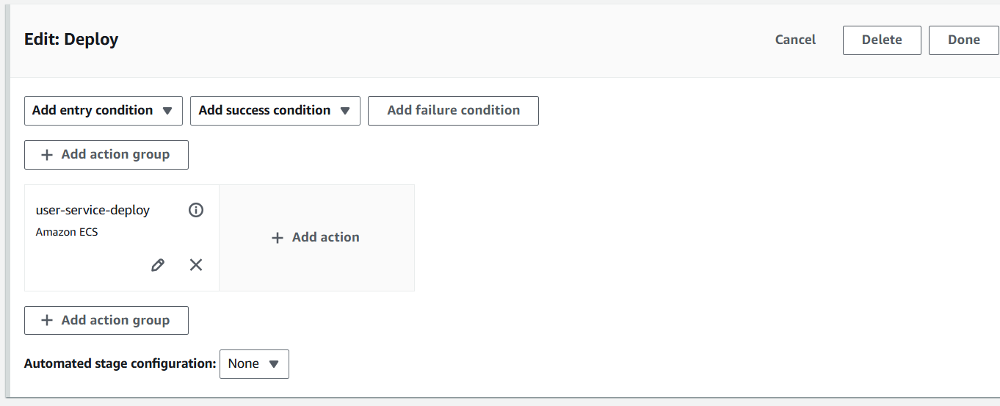 Edit: Deploy
Cancel
Delete
Done
Add entry condition
Add success condition
Add failure condition
Add action group
user-service-deploy
Amazon ECS
Add action
Add action group
Automated stage configuration: None